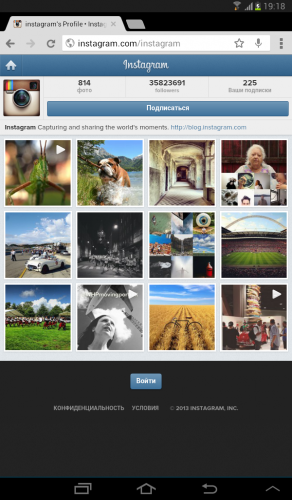 19:18
instagram's Profile • Instag
instagram.com/instagram
Instagram
814 35823691 225
фото followers Ваши подписки
Подписаться
Instagram Capturing and sharing the world's moments. http://blog.instagram.com
Войти
КОНФИДЕНЦИАЛЬНОСТЬ УСЛОВИЯ © 2013 INSTAGRAM, INC.